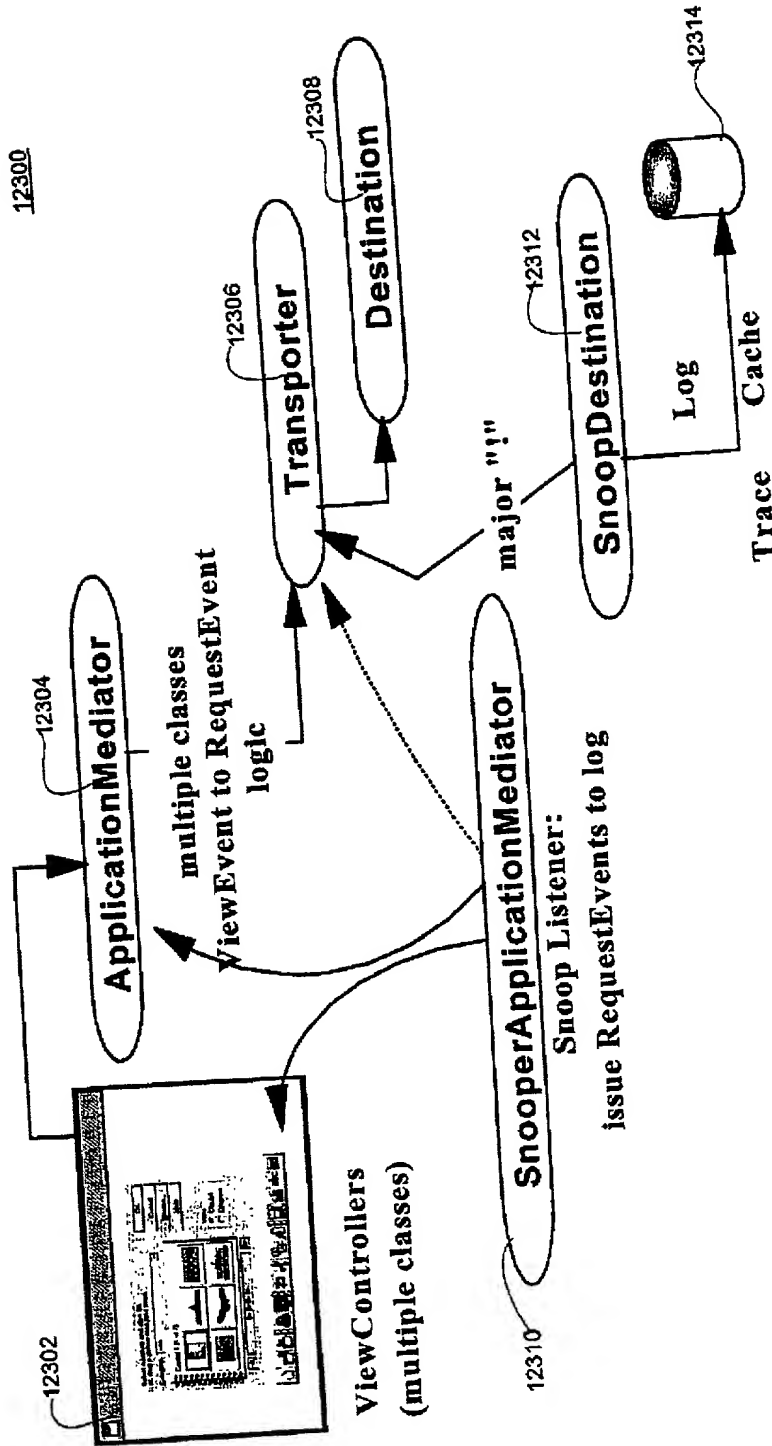 12300
12302
12304
ApplicationMediator
multiple classes
ViewEvent to RequestEvent
logic
12306
Transporter
12308
Destination
ViewControllers
(multiple classes)
major "!"
12310
SnooperApplicationMediator
Snoop Listener:
issue RequestEvents to log
12312
SnoopDestination
Log
Trace Cache
12314